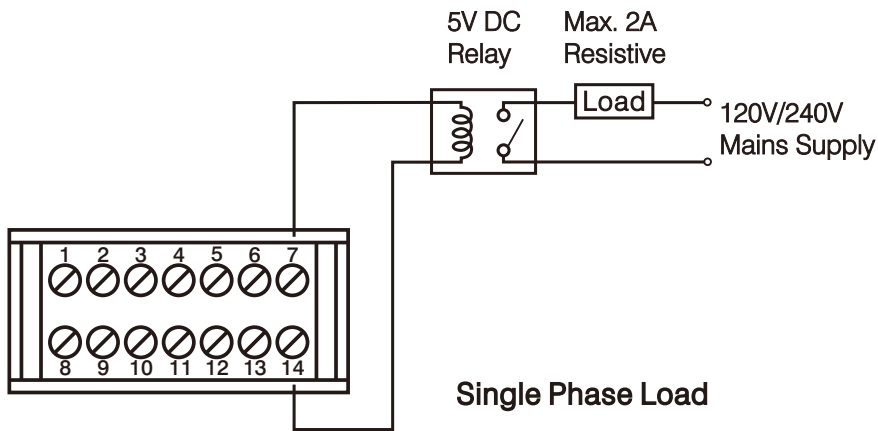 5V DC
Relay
Max. 2A
Resistive
Load
120V/240V
Mains Supply
1 2 3 4 5 6 7
8 9 10 11 12 13 14
Single Phase Load